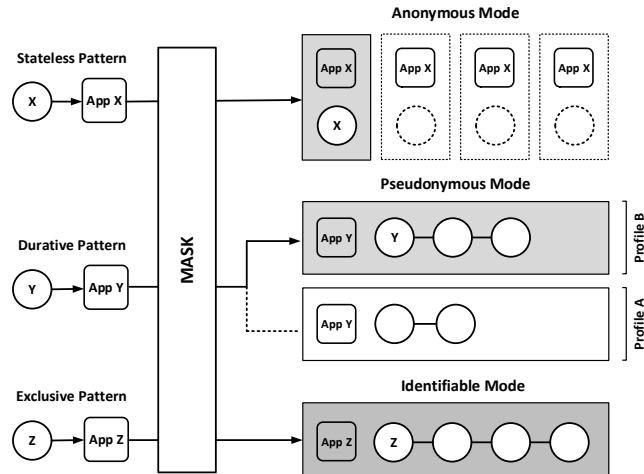 Anonymous Mode
Stateless Pattern
X
App X
App X
App X
App X
App X
X
MASK
Pseudonymous Mode
Durative Pattern
Y
App Y
App Y
Y
Profile B
App Y
Profile A
Exclusive Pattern
Identifiable Mode
Z
App Z
App Z
Z